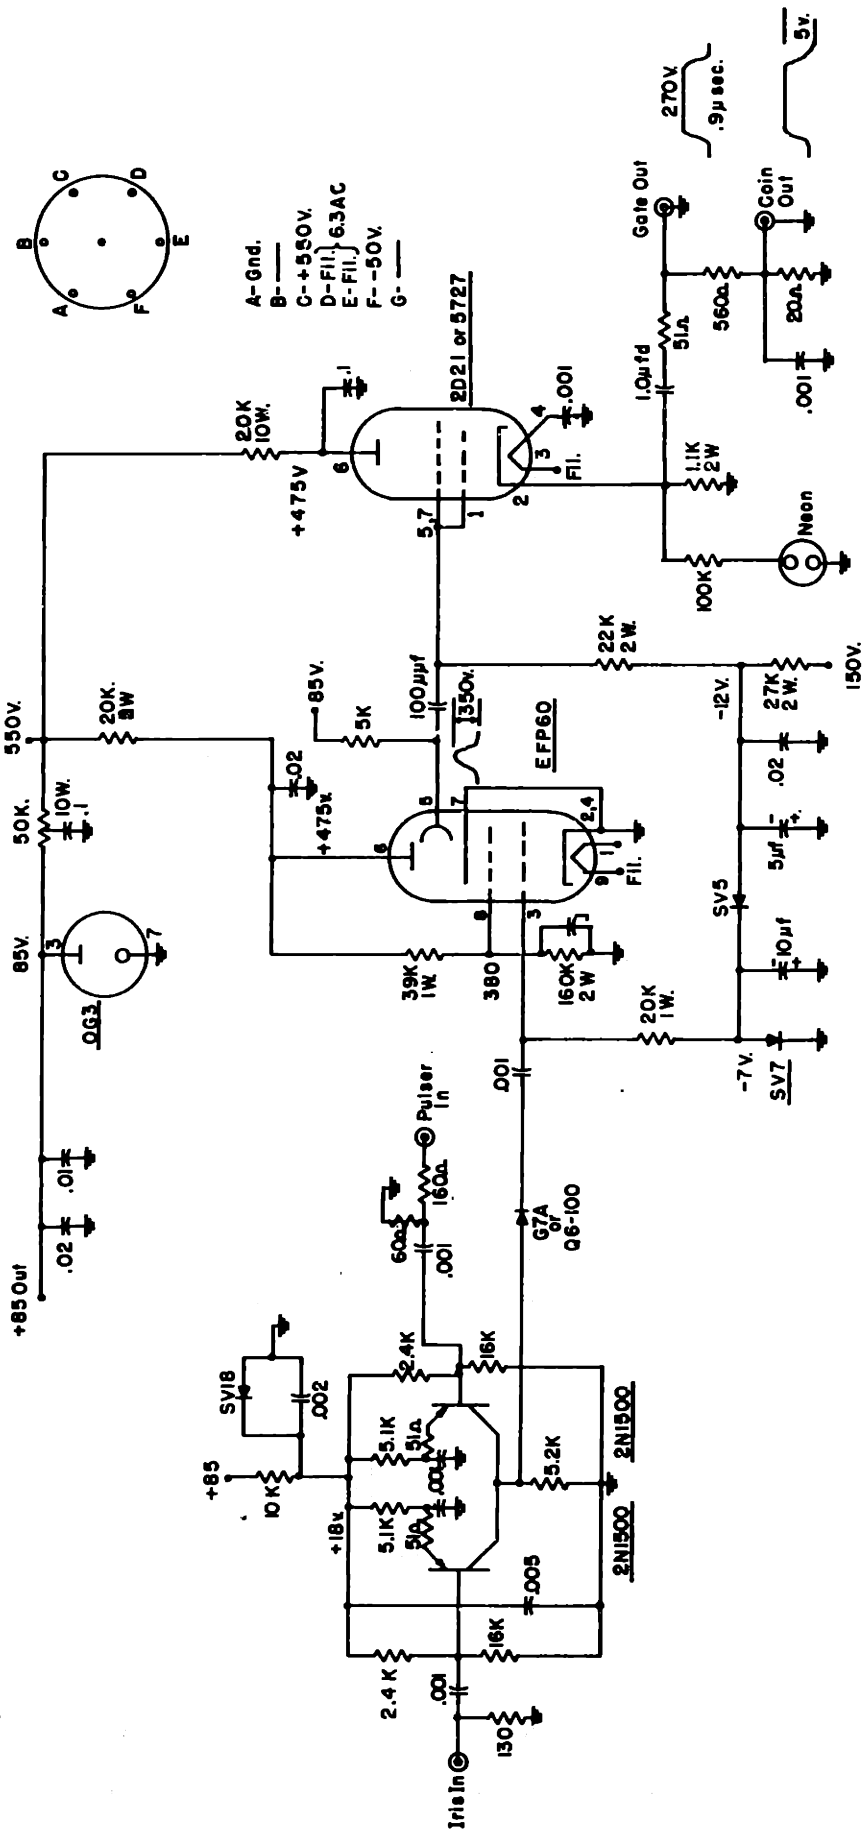 +85 Out
.02
.01
OG3
85V.
3
7
50K.
10W.
.1
550V.
20K.
2W
.02
+475V.
20K
10W.
+475V
.1
A
B
C
D
E
F
A-Gnd.
B-
C-+550V.
D-Fil.
E-Fil.
6.3AC
F--50V.
G-
+85
10K
SV18
.002
+18v.
2.4K
5.1K
51Ω
.001
5.1K
51Ω
.001
2.4K
16K
.005
16K
5.2K
2N1500
2N1500
Iris In
130
.001
60Ω
.001
160Ω
Pulser
In
G7A
or
Q6-100
.001
39K
1W.
380
160K
2W
20K
1W.
-7V.
SV7
10µf
-
+
SV5
5µf
-
+
.02
-12V.
27K
2W.
150V.
22K
2W.
6
5
7
8
3
9
1
2,4
Fil.
EFP60
350v.
85V.
5K
100µµf
5,7
1
6
2
3
4
Fil.
.001
2D21 or 5727
1.0µfd
51Ω
1.1K
2W
100K
Neon
Gate Out
560Ω
20Ω
.001
Coin
Out
270V.
.9µsec.
5v.